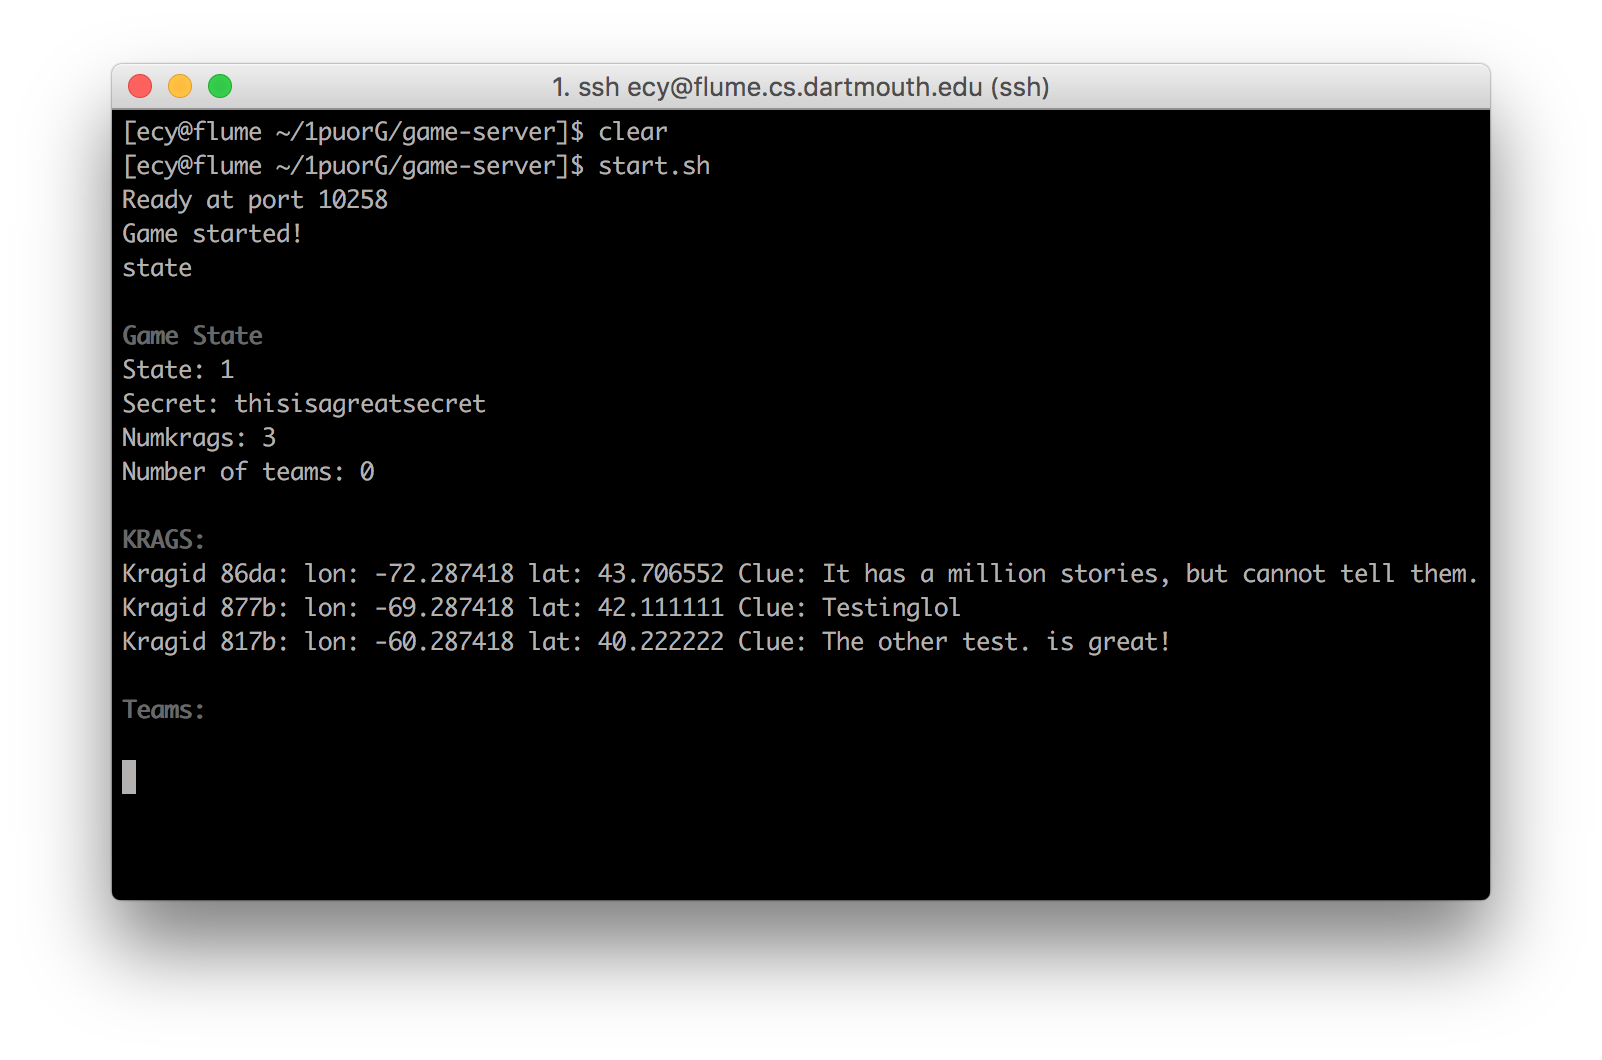 1. ssh ecy@flume.cs.dartmouth.edu (ssh)
[ecy@flume ~/1puorG/game-server]$ clear
[ecy@flume ~/1puorG/game-server]$ start.sh
Ready at port 10258
Game started!
state
Game State
State: 1
Secret: thisisagreatsecret
Numkrags: 3
Number of teams: 0
KRAGS:
Kragid 86da: lon: -72.287418 lat: 43.706552 Clue: It has a million stories, but cannot tell them.
Kragid 877b: lon: -69.287418 lat: 42.111111 Clue: Testinglol
Kragid 817b: lon: -60.287418 lat: 40.222222 Clue: The other test. is great!
Teams: